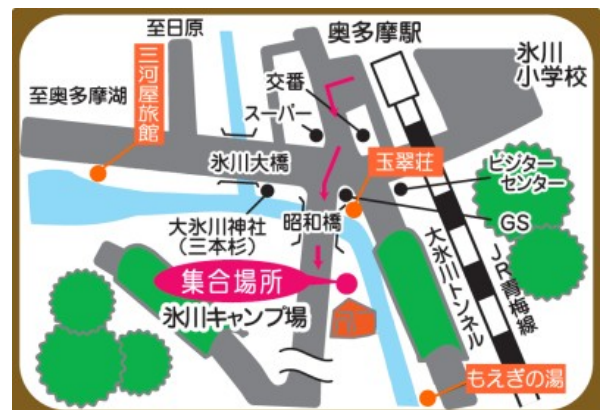 至日原
奥多摩駅
氷川
小学校
三河屋旅館
至奥多摩湖
交番
スーパー
氷川大橋
玉翠荘
ビジター
センター
大氷川神社
(三本杉)
昭和橋
GS
集合場所
氷川キャンプ場
大氷川トンネル
JR青梅線
もえぎの湯